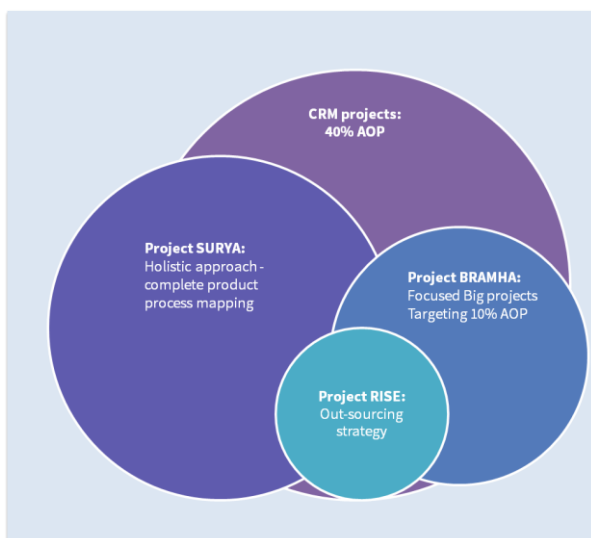 CRM projects:
40% AOP
Project SURYA:
Holistic approach-
complete product
process mapping
Project BRAMHA:
Focused Big projects
Targeting 10% AOP
Project RISE:
Out-sourcing
strategy